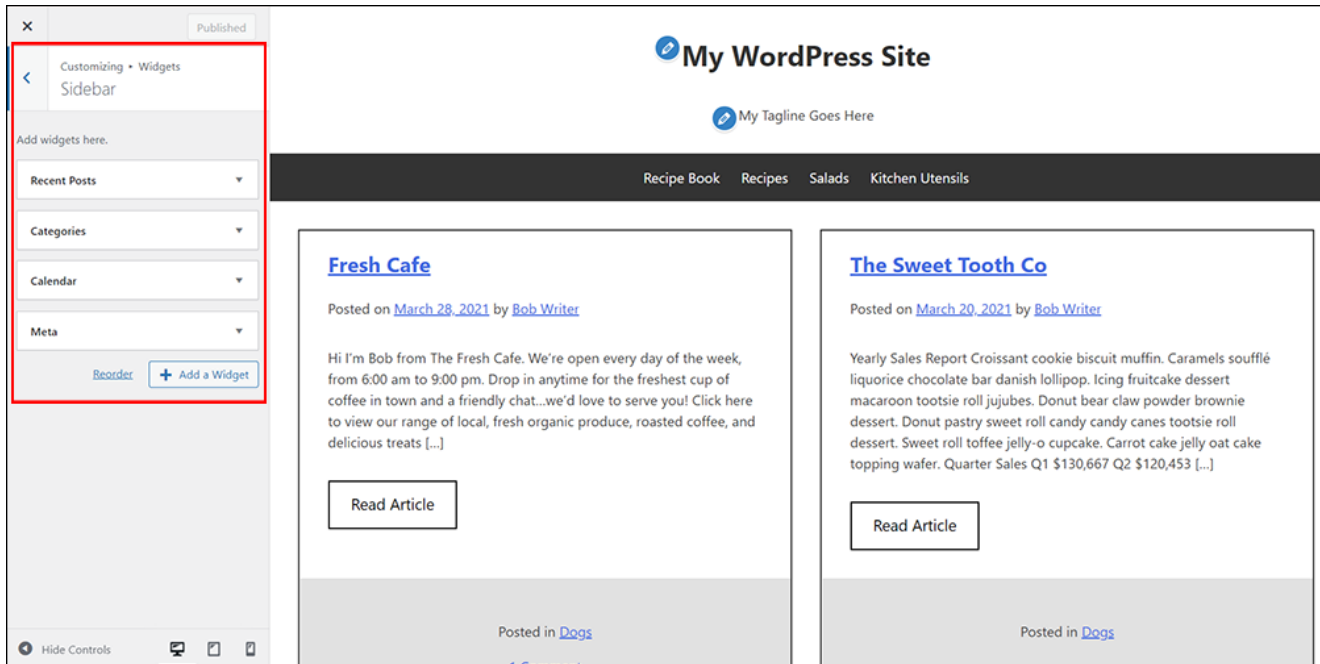 Published
Customizing • Widgets
Sidebar
Add widgets here.
Recent Posts
Categories
Calendar
Meta
Reorder
Add a Widget
Hide Controls
My WordPress Site
My Tagline Goes Here
Recipe Book Recipes Salads Kitchen Utensils
Fresh Cafe
Posted on March 28, 2021 by Bob Writer
Hi I'm Bob from The Fresh Cafe. We're open every day of the week,
from 6:00 am to 9:00 pm. Drop in anytime for the freshest cup of
coffee in town and a friendly chat...we'd love to serve you! Click here
to view our range of local, fresh organic produce, roasted coffee, and
delicious treats [...]
Read Article
Posted in Dogs
The Sweet Tooth Co
Posted on March 20, 2021 by Bob Writer
Yearly Sales Report Croissant cookie biscuit muffin. Caramels soufflé
liquorice chocolate bar danish lollipop. Icing fruitcake dessert
macaroon tootsie roll jujubes. Donut bear claw powder brownie
dessert. Donut pastry sweet roll candy candy canes tootsie roll
dessert. Sweet roll toffee jelly-o cupcake. Carrot cake jelly oat cake
topping wafer. Quarter Sales Q1 $130,667 Q2 $120,453 [...]
Read Article
Posted in Dogs